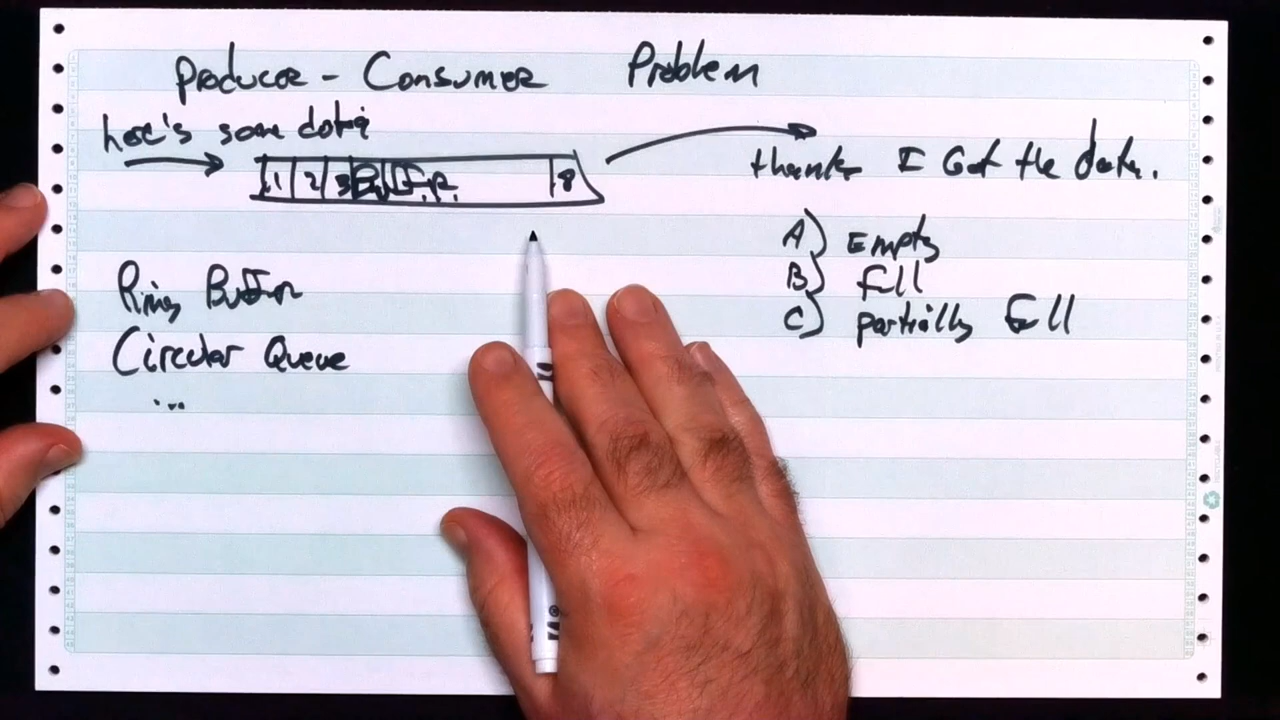 Producer - Consumer Problem
here's some data
1 2 3 Buffer 8
thanks I Got the data.
A) Empty
B) full
C) partially full
Ring Buffer
Circular Queue
...